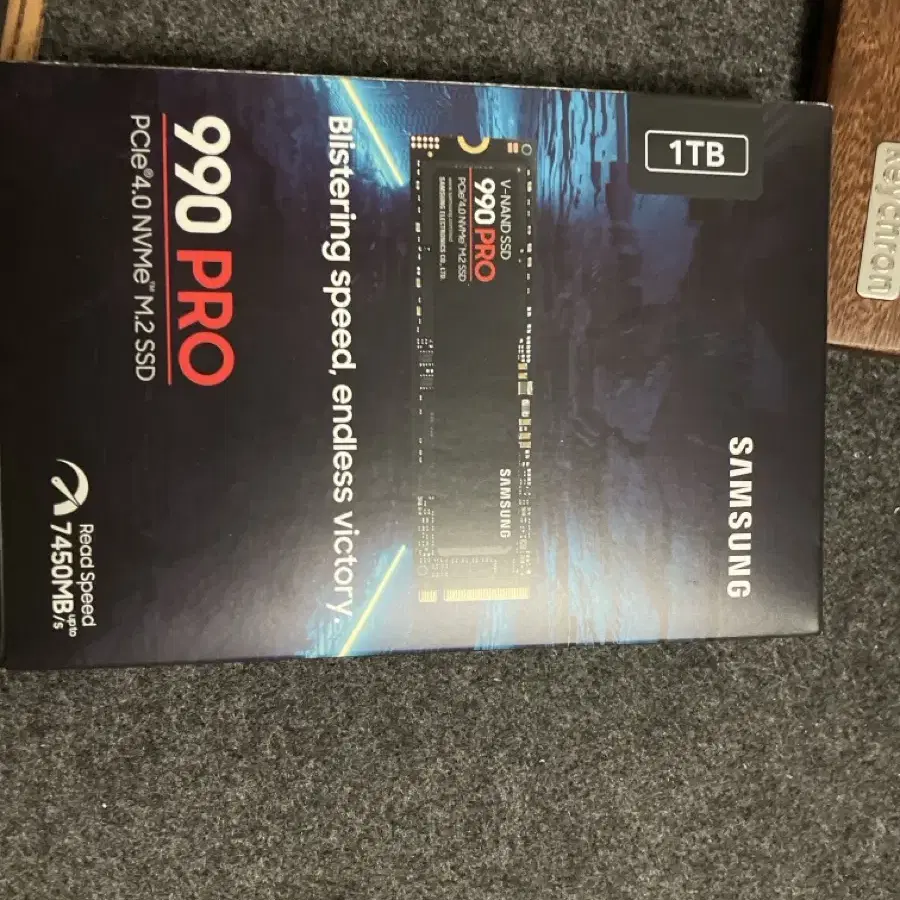 SAMSUNG
1TB
V-NAND SSD
990 PRO
PCIe®4.0 NVMe™ M.2 SSD
SAMSUNG ELECTRONICS CO., LTD.
SAMSUNG
Blistering speed, endless victory.
990 PRO
PCIe®4.0 NVMe™ M.2 SSD
Read Speed
up to
7450MB/s
Keychron